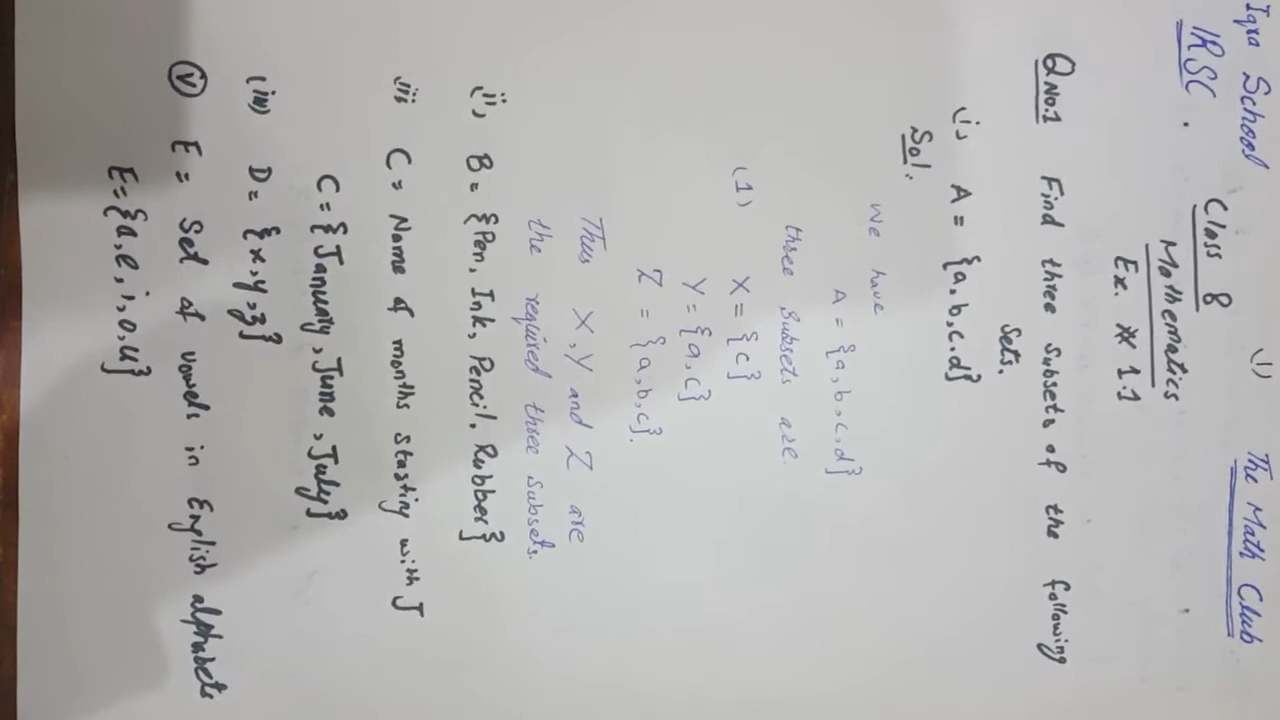 (1)
Iqra School The Math Club
IRSC.
Class 8
Mathematics
Ex. # 1.1
Q No.1 Find three subsets of the following
Sets.
(i) A = {a, b, c, d}
Sol:
We have
A = {a, b, c, d}
three subsets are.
(1) X = {c}
Y = {a, c}
Z = {a, b, c}.
Thus X, Y and Z are
the required three subsets.
(ii) B = {Pen, Ink, Pencil, Rubber}
(iii) C = Name of months starting with J
C = {January, June, July}
(iv) D = {x, y, z}
(v) E = Set of vowels in English alphabets
E = {a, e, i, o, u}